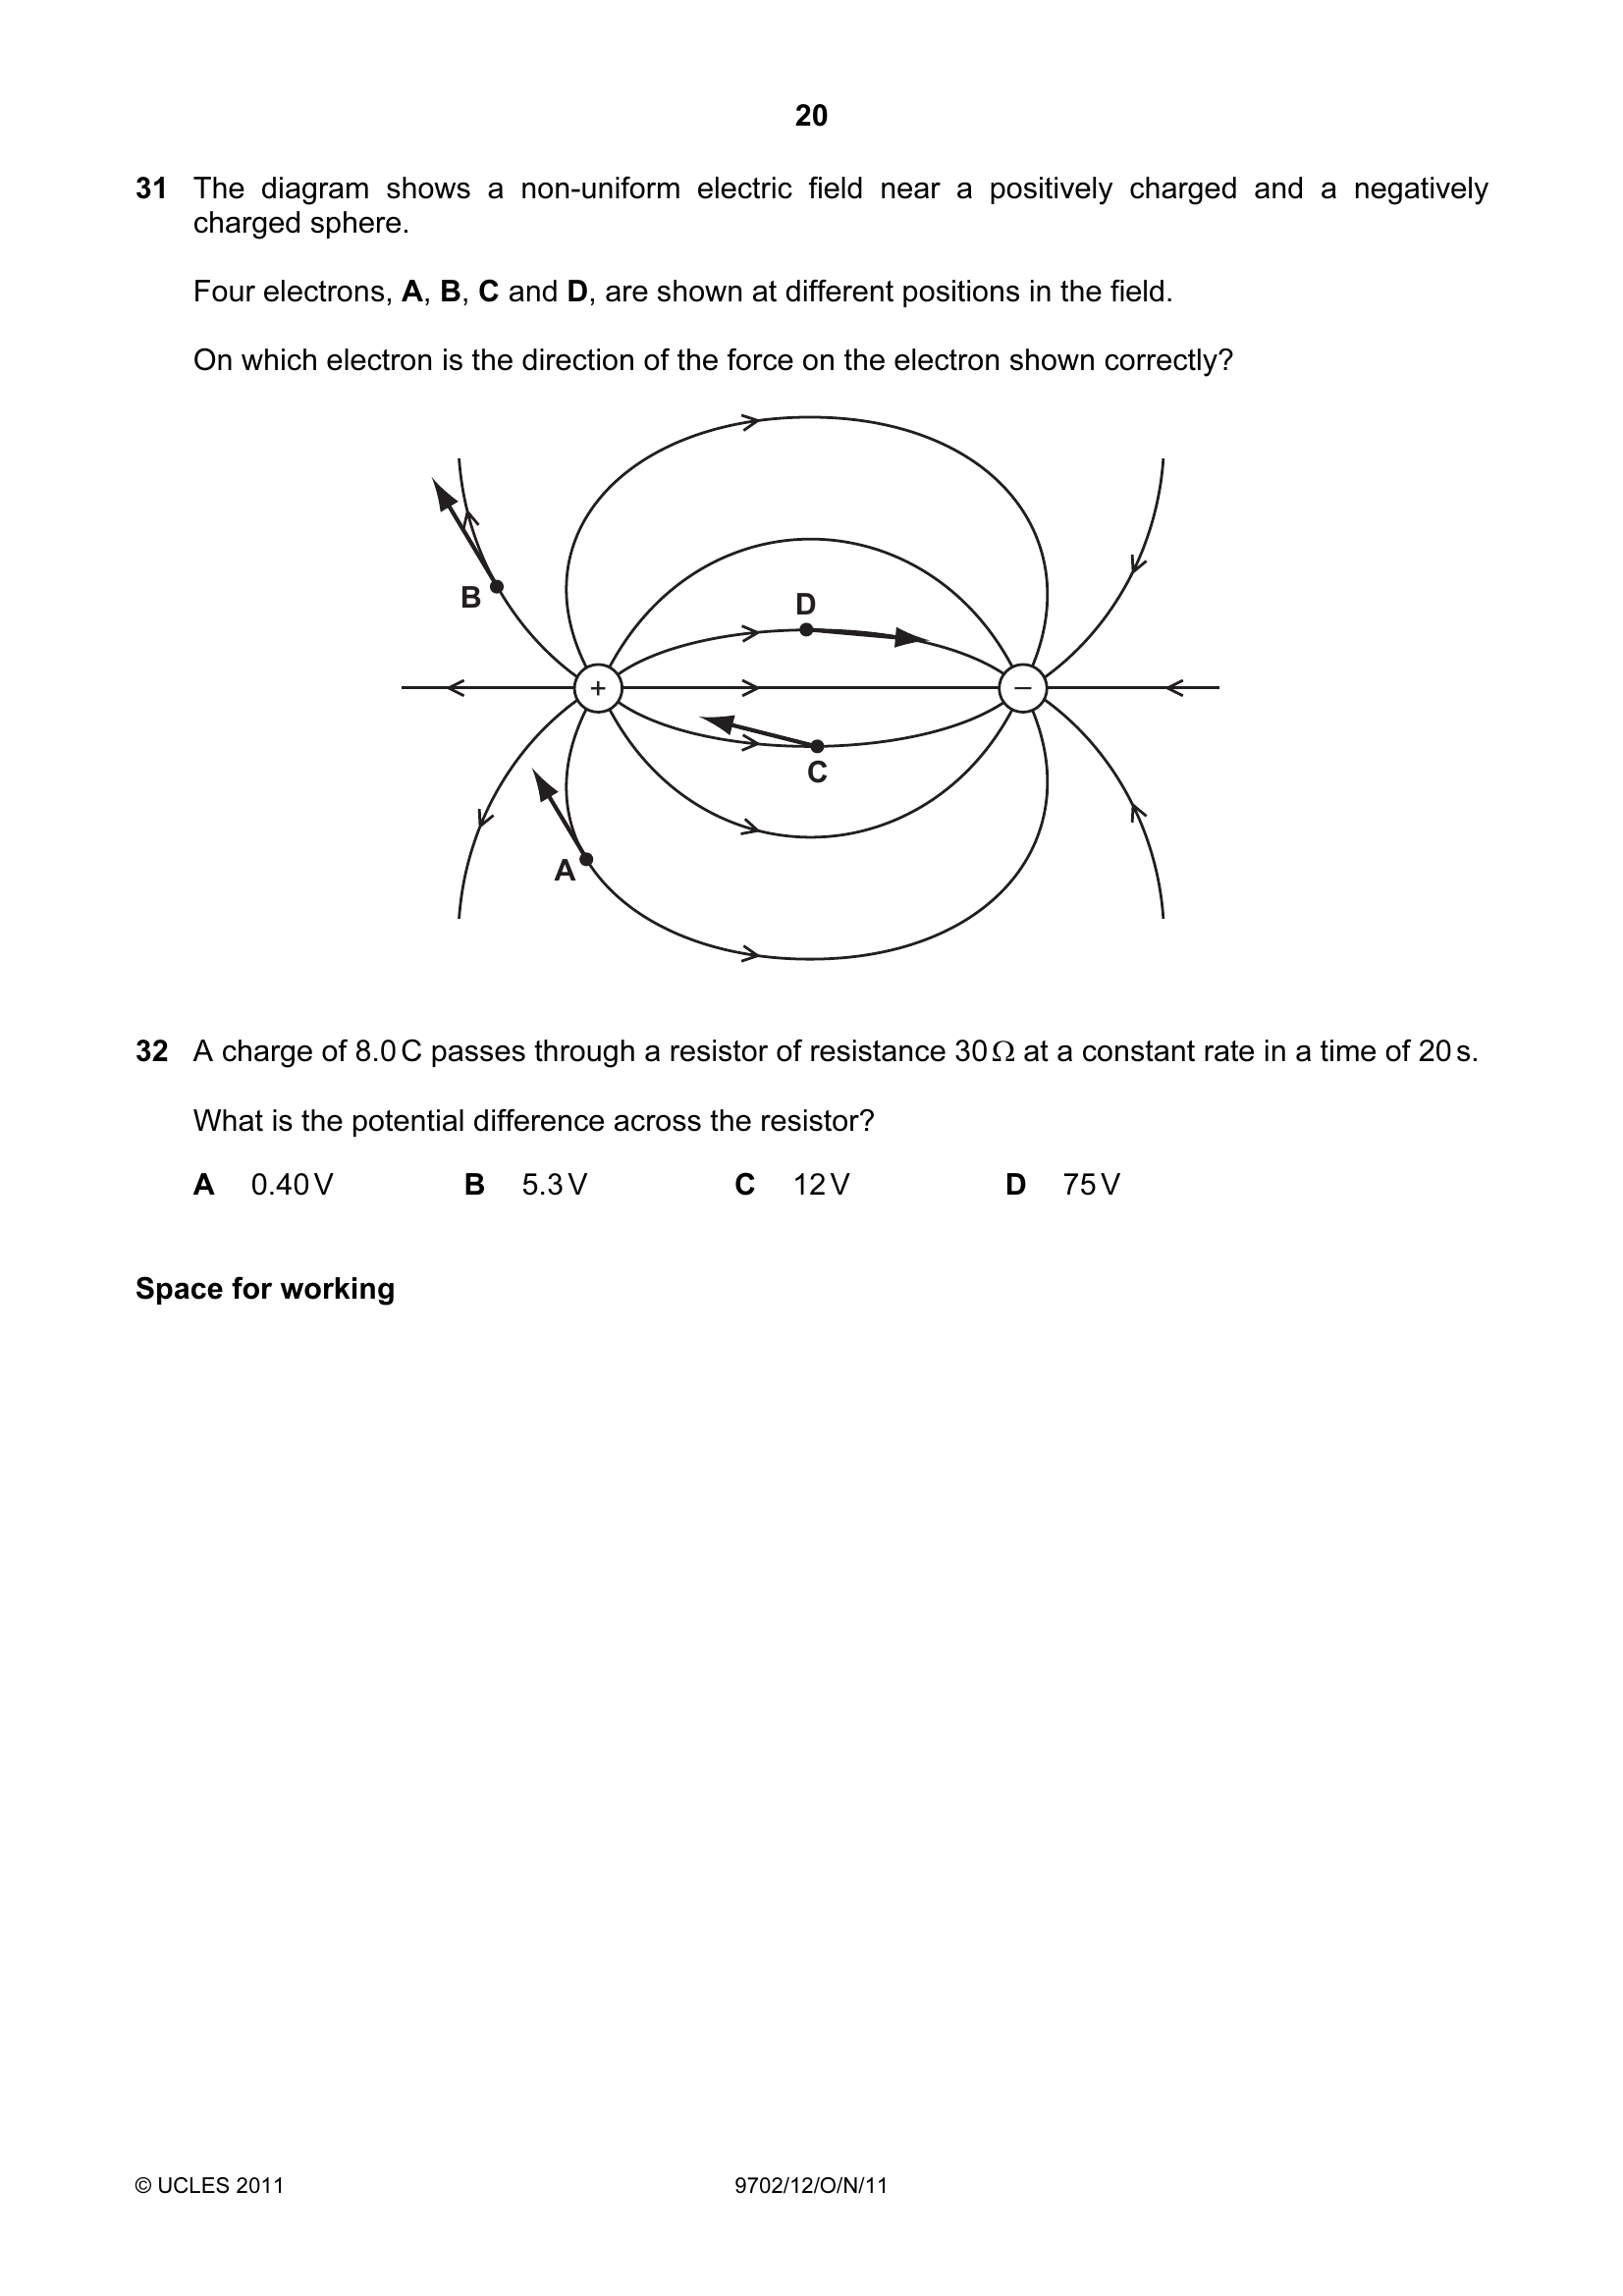 20
31 The diagram shows a non-uniform electric field near a positively charged and a negatively
charged sphere.
Four electrons, A, B, C and D, are shown at different positions in the field.
On which electron is the direction of the force on the electron shown correctly?
B
D
+
–
C
A
32 A charge of 8.0 C passes through a resistor of resistance 30 Ω at a constant rate in a time of 20 s.
What is the potential difference across the resistor?
A 0.40 V B 5.3 V C 12 V D 75 V
Space for working
© UCLES 2011 9702/12/O/N/11